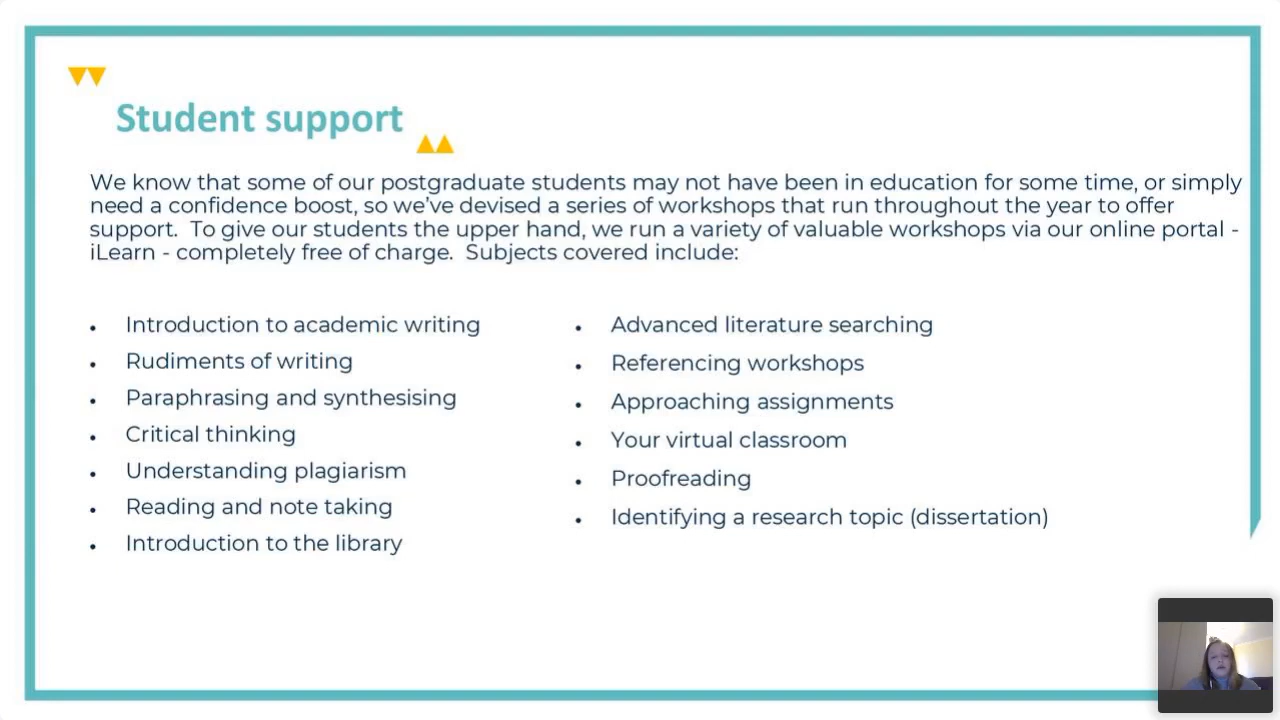 Student support
We know that some of our postgraduate students may not have been in education for some time, or simply
need a confidence boost, so we've devised a series of workshops that run throughout the year to offer
support.  To give our students the upper hand, we run a variety of valuable workshops via our online portal -
iLearn - completely free of charge.  Subjects covered include:
• Introduction to academic writing
• Rudiments of writing
• Paraphrasing and synthesising
• Critical thinking
• Understanding plagiarism
• Reading and note taking
• Introduction to the library
• Advanced literature searching
• Referencing workshops
• Approaching assignments
• Your virtual classroom
• Proofreading
• Identifying a research topic (dissertation)